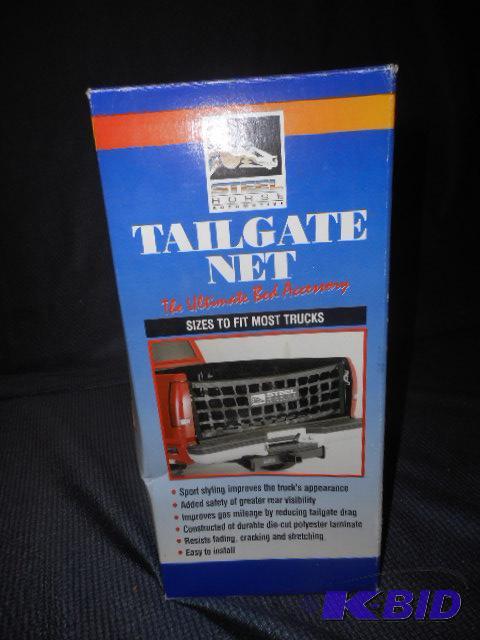 STEEL
HORSE
AUTOMOTIVE
TAILGATE
NET
The Ultimate Bed Accessory
SIZES TO FIT MOST TRUCKS
STEEL
• Sport styling improves the truck's appearance
• Added safety of greater rear visibility
• Improves gas mileage by reducing tailgate drag
• Constructed of durable die-cut polyester laminate
• Resists fading, cracking and stretching
• Easy to install
K-BID